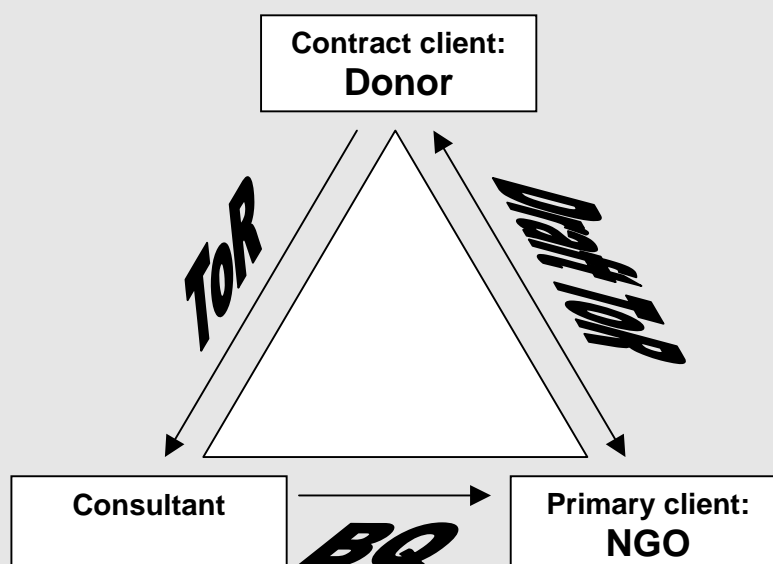 Contract client:
Donor
ToR
Draft ToR
Consultant
Primary client:
NGO
BQ